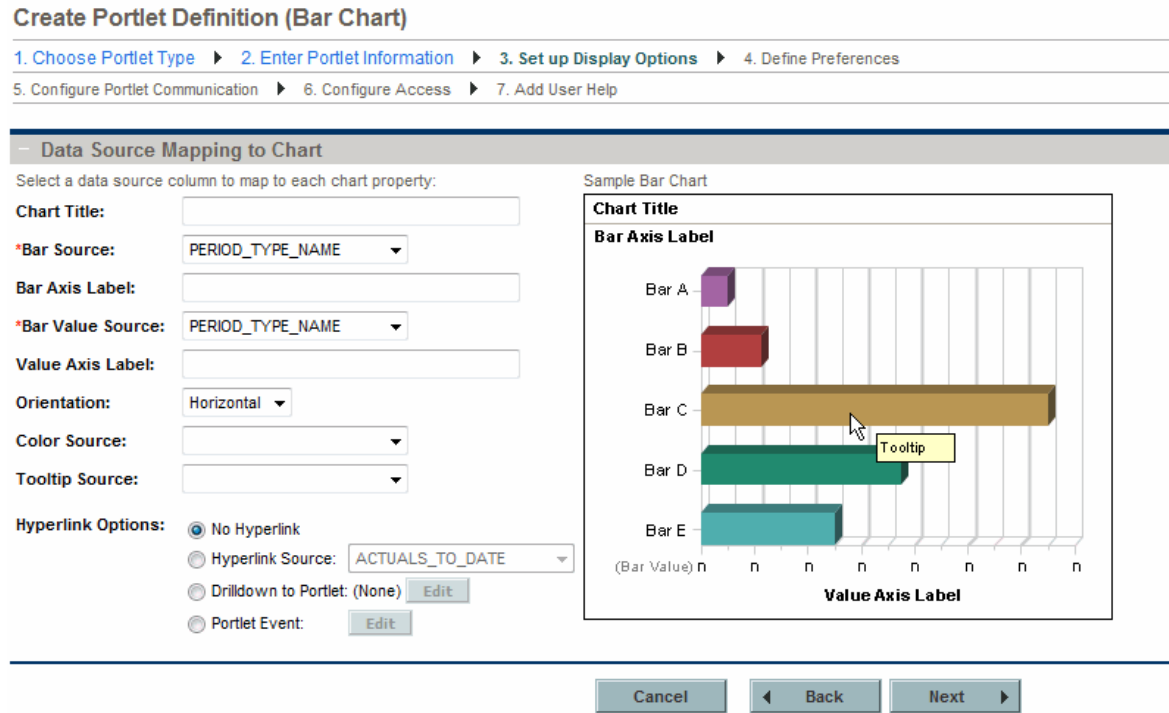 Create Portlet Definition (Bar Chart)
1. Choose Portlet Type 2. Enter Portlet Information 3. Set up Display Options 4. Define Preferences
5. Configure Portlet Communication 6. Configure Access 7. Add User Help
Data Source Mapping to Chart
Select a data source column to map to each chart property:
Chart Title:
*Bar Source: PERIOD_TYPE_NAME
Bar Axis Label:
*Bar Value Source: PERIOD_TYPE_NAME
Value Axis Label:
Orientation: Horizontal
Color Source:
Tooltip Source:
Hyperlink Options: No Hyperlink
Hyperlink Source: ACTUALS_TO_DATE
Drilldown to Portlet: (None) Edit
Portlet Event: Edit
Sample Bar Chart
Chart Title
Bar Axis Label
Bar A
Bar B
Bar C
Tooltip
Bar D
Bar E
(Bar Value) n n n n n n n n
Value Axis Label
Cancel Back Next